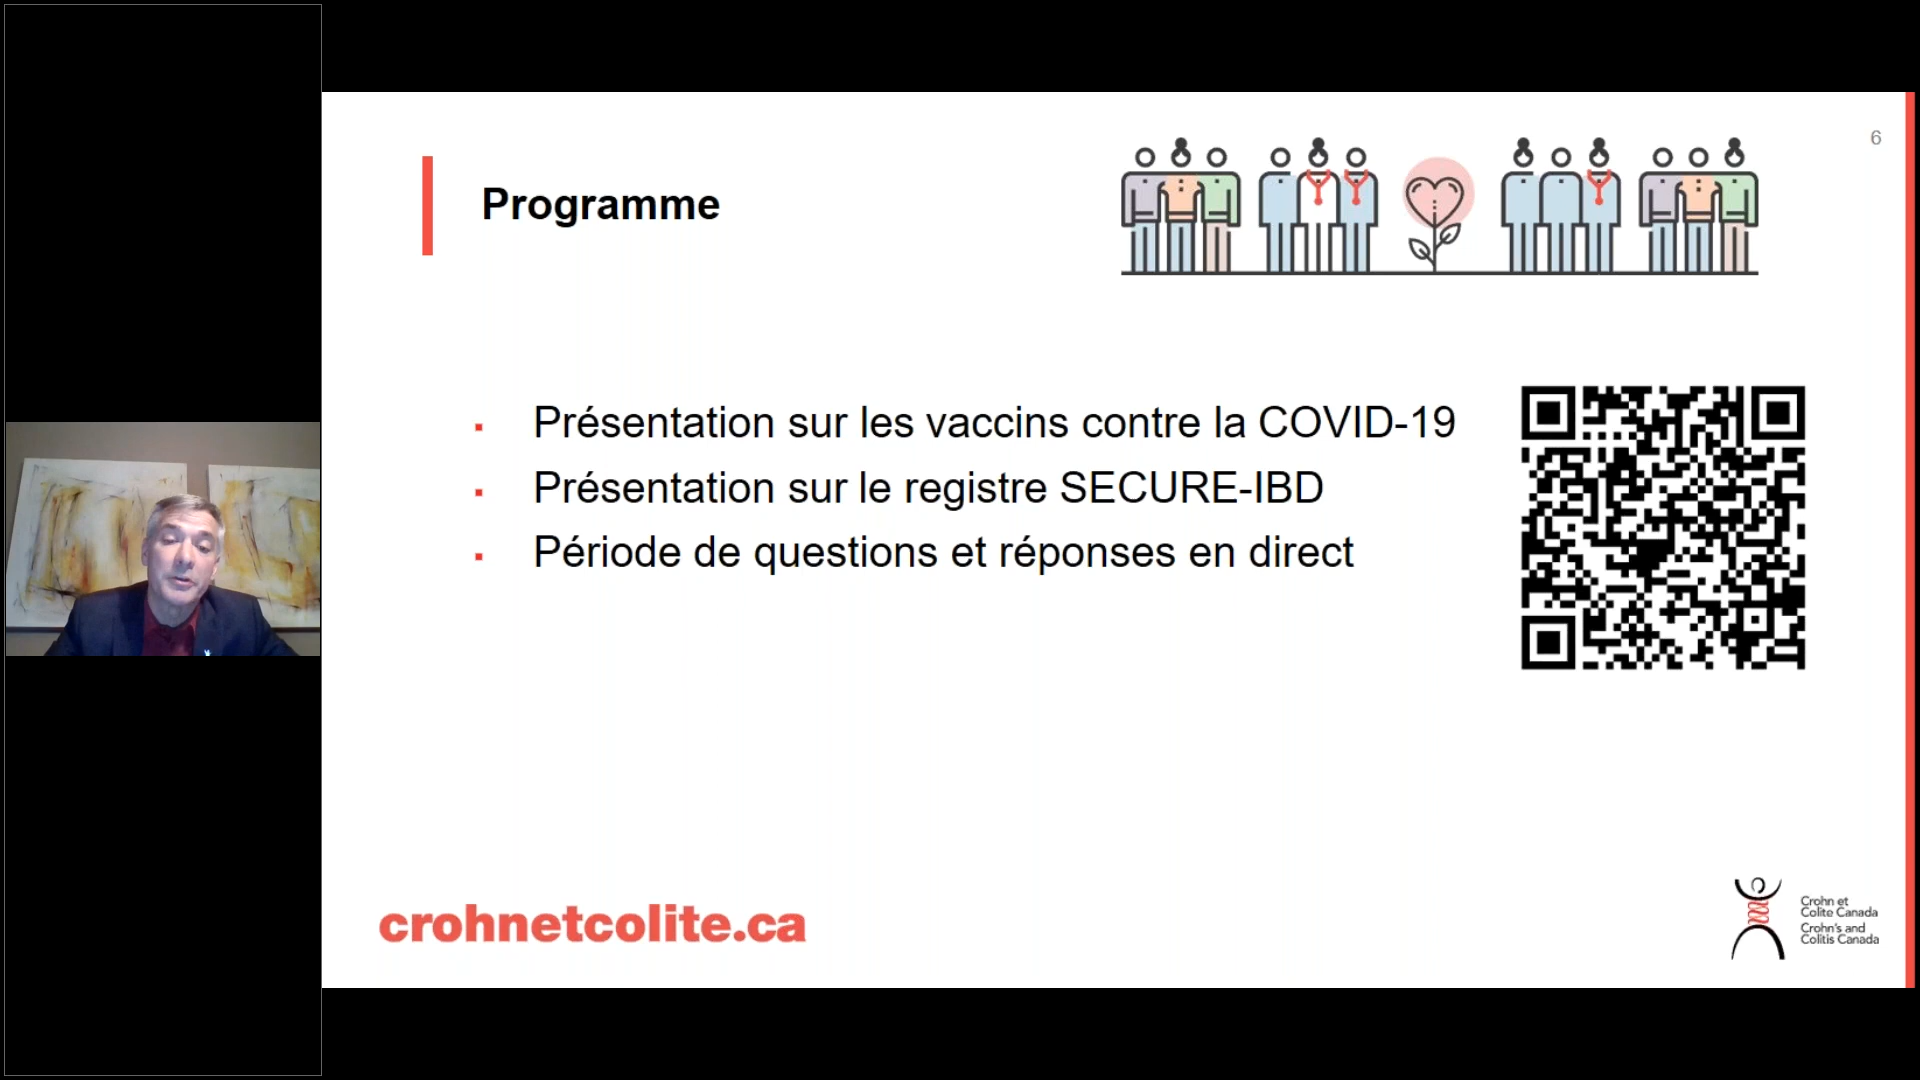 6
Programme
▪ Présentation sur les vaccins contre la COVID-19
▪ Présentation sur le registre SECURE-IBD
▪ Période de questions et réponses en direct
crohnetcolite.ca
Crohn et
Colite Canada
Crohn's and
Colitis Canada